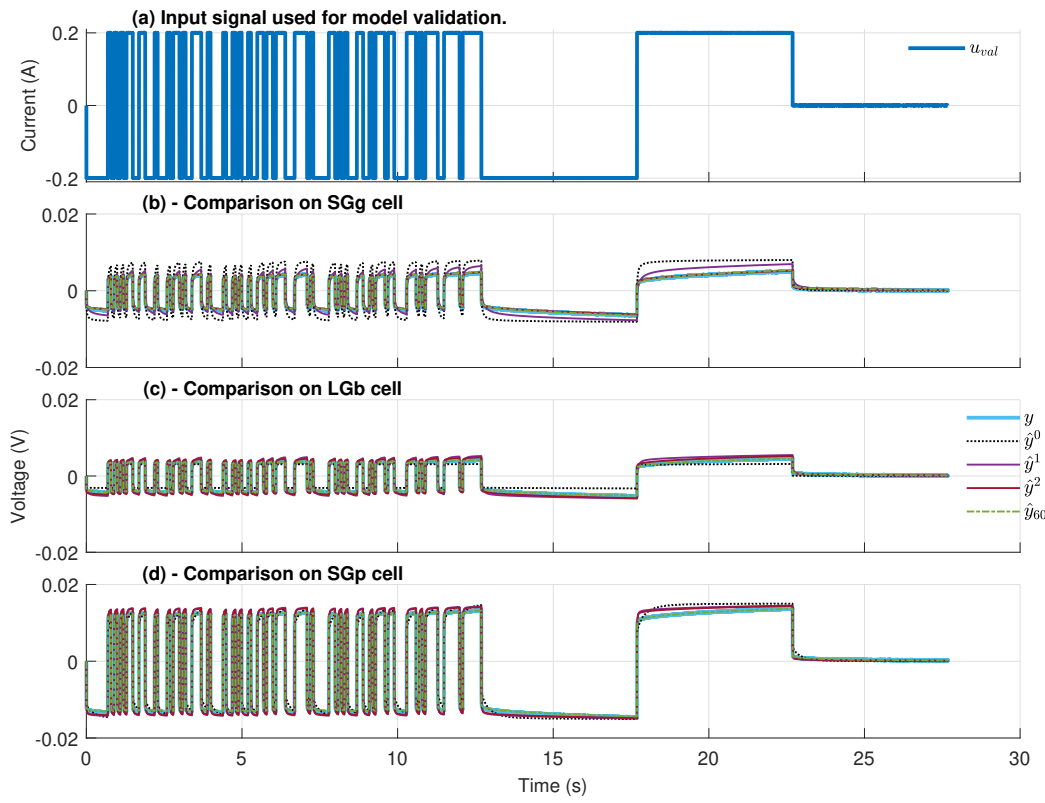 (a) Input signal used for model validation.
0.2
0
-0.2
Current (A)
u_val
(b) - Comparison on SGg cell
0.02
0
-0.02
(c) - Comparison on LGb cell
0.02
0
-0.02
Voltage (V)
y
ŷ^0
ŷ^1
ŷ^2
ŷ_60
(d) - Comparison on SGp cell
0.02
0
-0.02
0 5 10 15 20 25 30
Time (s)